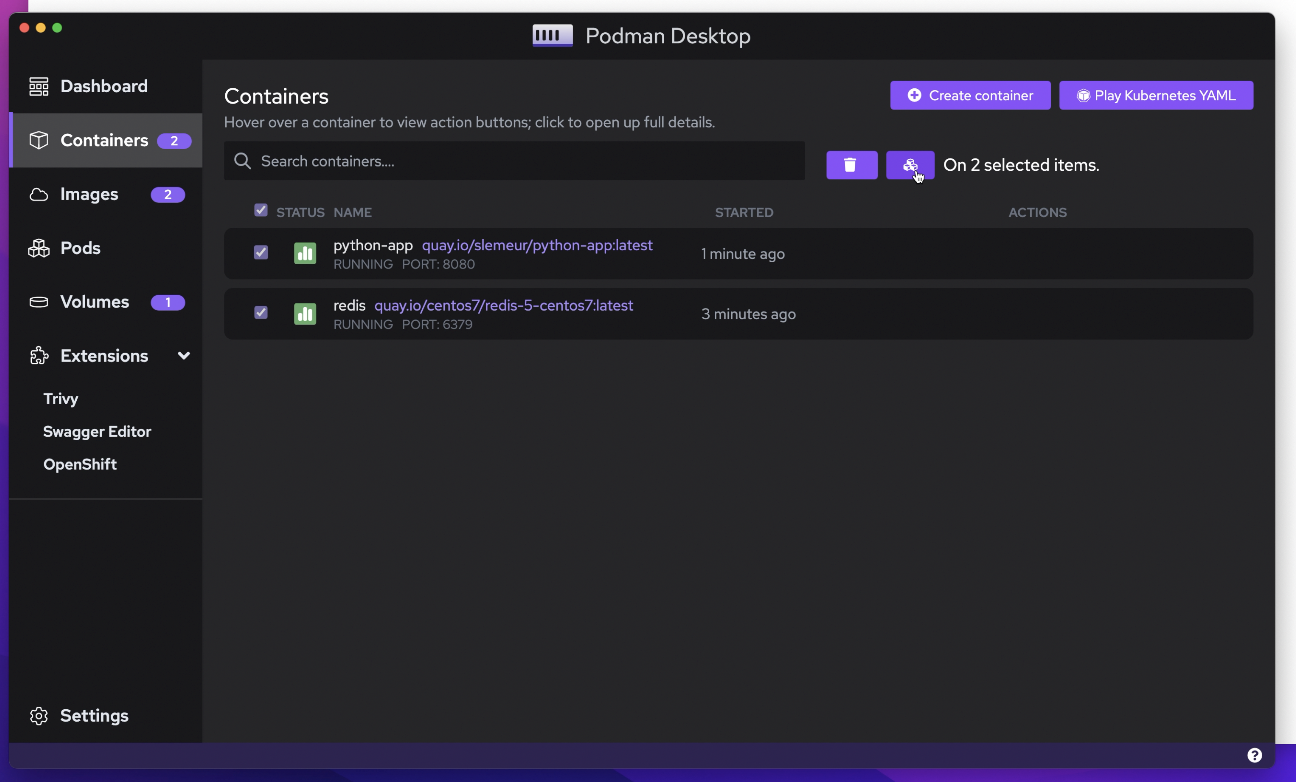 Podman Desktop
Dashboard
Containers 2
Images 2
Pods
Volumes 1
Extensions
Trivy
Swagger Editor
OpenShift
Settings
Containers
Create container
Play Kubernetes YAML
Hover over a container to view action buttons; click to open up full details.
Search containers....
On 2 selected items.
STATUS NAME STARTED ACTIONS
python-app quay.io/slemeur/python-app:latest
RUNNING PORT: 8080
1 minute ago
redis quay.io/centos7/redis-5-centos7:latest
RUNNING PORT: 6379
3 minutes ago
?